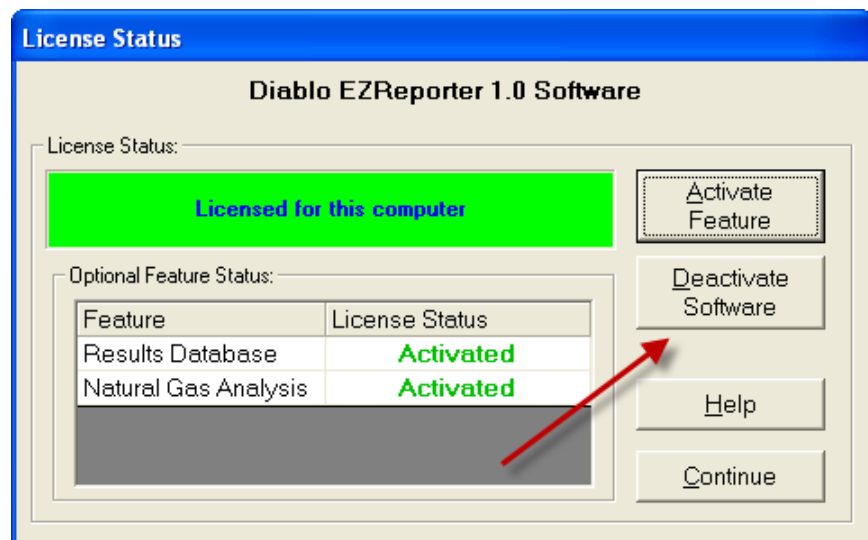 License Status
Diablo EZReporter 1.0 Software
License Status:
Licensed for this computer
Activate
Feature
Deactivate
Software
Optional Feature Status:
Feature License Status
Results Database Activated
Natural Gas Analysis Activated
Help
Continue